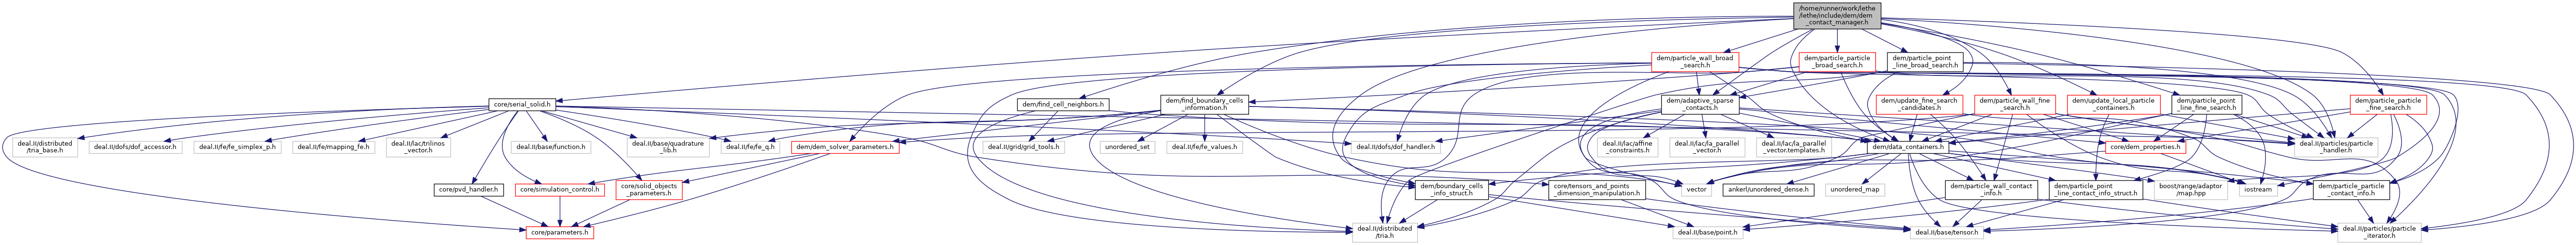 /home/runner/work/lethe
/lethe/include/dem/dem
_contact_manager.h
dem/particle_wall_broad
_search.h
dem/particle_particle
_broad_search.h
dem/particle_point
_line_broad_search.h
core/serial_solid.h
dem/find_cell_neighbors.h
dem/find_boundary_cells
_information.h
dem/adaptive_sparse
_contacts.h
dem/update_fine_search
_candidates.h
dem/particle_wall_fine
_search.h
dem/update_local_particle
_containers.h
dem/particle_point
_line_fine_search.h
dem/particle_particle
_fine_search.h
deal.II/distributed
/tria_base.h
deal.II/dofs/dof_accessor.h
deal.II/fe/fe_simplex_p.h
deal.II/fe/mapping_fe.h
deal.II/lac/trilinos
_vector.h
deal.II/base/function.h
deal.II/base/quadrature
_lib.h
deal.II/fe/fe_q.h
dem/dem_solver_parameters.h
deal.II/grid/grid_tools.h
unordered_set
deal.II/fe/fe_values.h
deal.II/dofs/dof_handler.h
deal.II/lac/affine
_constraints.h
deal.II/lac/la_parallel
_vector.h
deal.II/lac/la_parallel
_vector.templates.h
dem/data_containers.h
core/dem_properties.h
deal.II/particles/particle
_handler.h
core/pvd_handler.h
core/simulation_control.h
core/solid_objects
_parameters.h
dem/boundary_cells
_info_struct.h
core/tensors_and_points
_dimension_manipulation.h
vector
ankerl/unordered_dense.h
unordered_map
dem/particle_wall_contact
_info.h
dem/particle_point
_line_contact_info_struct.h
boost/range/adaptor
/map.hpp
iostream
dem/particle_particle
_contact_info.h
core/parameters.h
deal.II/distributed
/tria.h
deal.II/base/point.h
deal.II/base/tensor.h
deal.II/particles/particle
_iterator.h